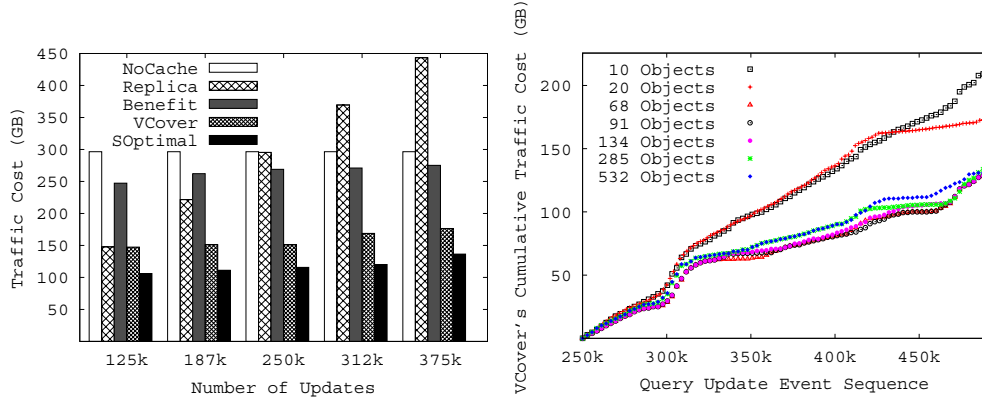 450
400
350
300
250
200
150
100
50
Traffic Cost (GB)
NoCache
Replica
Benefit
VCover
SOptimal
125k 187k 250k 312k 375k
Number of Updates
VCover's Cumulative Traffic Cost (GB)
200
150
100
50
10 Objects
20 Objects
68 Objects
91 Objects
134 Objects
285 Objects
532 Objects
250k 300k 350k 400k 450k
Query Update Event Sequence